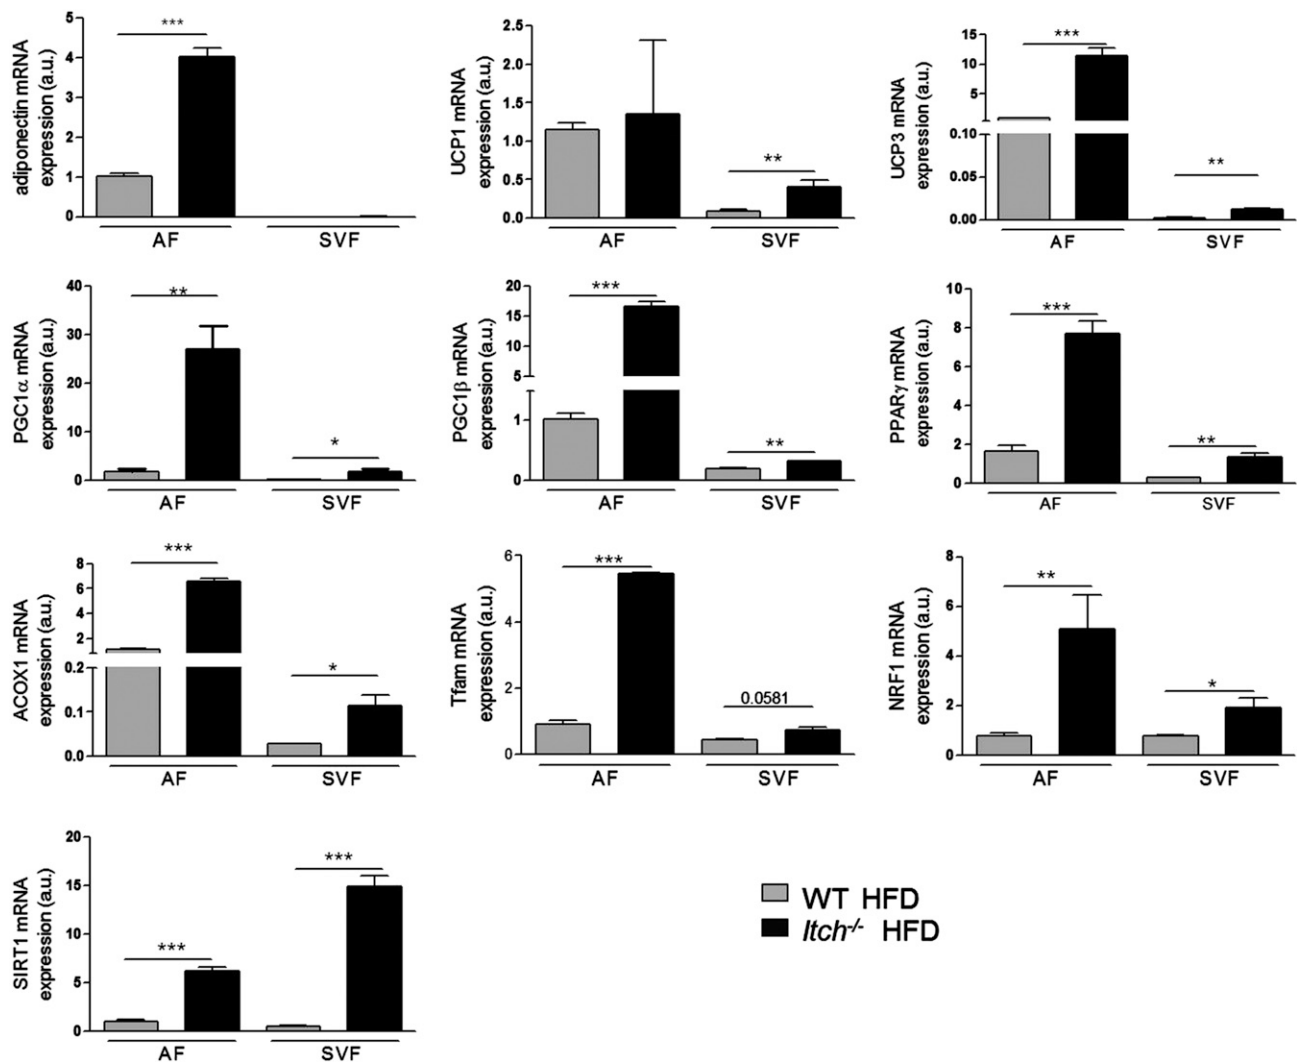 adiponectin mRNA
expression (a.u.)
5
4
3
2
1
0
***
AF
SVF
UCP1 mRNA
expression (a.u.)
2.5
2.0
1.5
1.0
0.5
0.0
**
AF
SVF
UCP3 mRNA
expression (a.u.)
15
10
5
0.10
0.05
0.00
***
**
AF
SVF
PGC1α mRNA
expression (a.u.)
40
30
20
10
0
**
*
AF
SVF
PGC1β mRNA
expression (a.u.)
20
15
10
5
1
0
***
**
AF
SVF
PPARγ mRNA
expression (a.u.)
10
8
6
4
2
0
***
**
AF
SVF
ACOX1 mRNA
expression (a.u.)
8
6
4
2
0.2
0.1
0.0
***
*
AF
SVF
Tfam mRNA
expression (a.u.)
6
4
2
0
***
0.0581
AF
SVF
NRF1 mRNA
expression (a.u.)
8
6
4
2
0
**
*
AF
SVF
SIRT1 mRNA
expression (a.u.)
20
15
10
5
0
***
***
AF
SVF
WT HFD
Itch-/- HFD